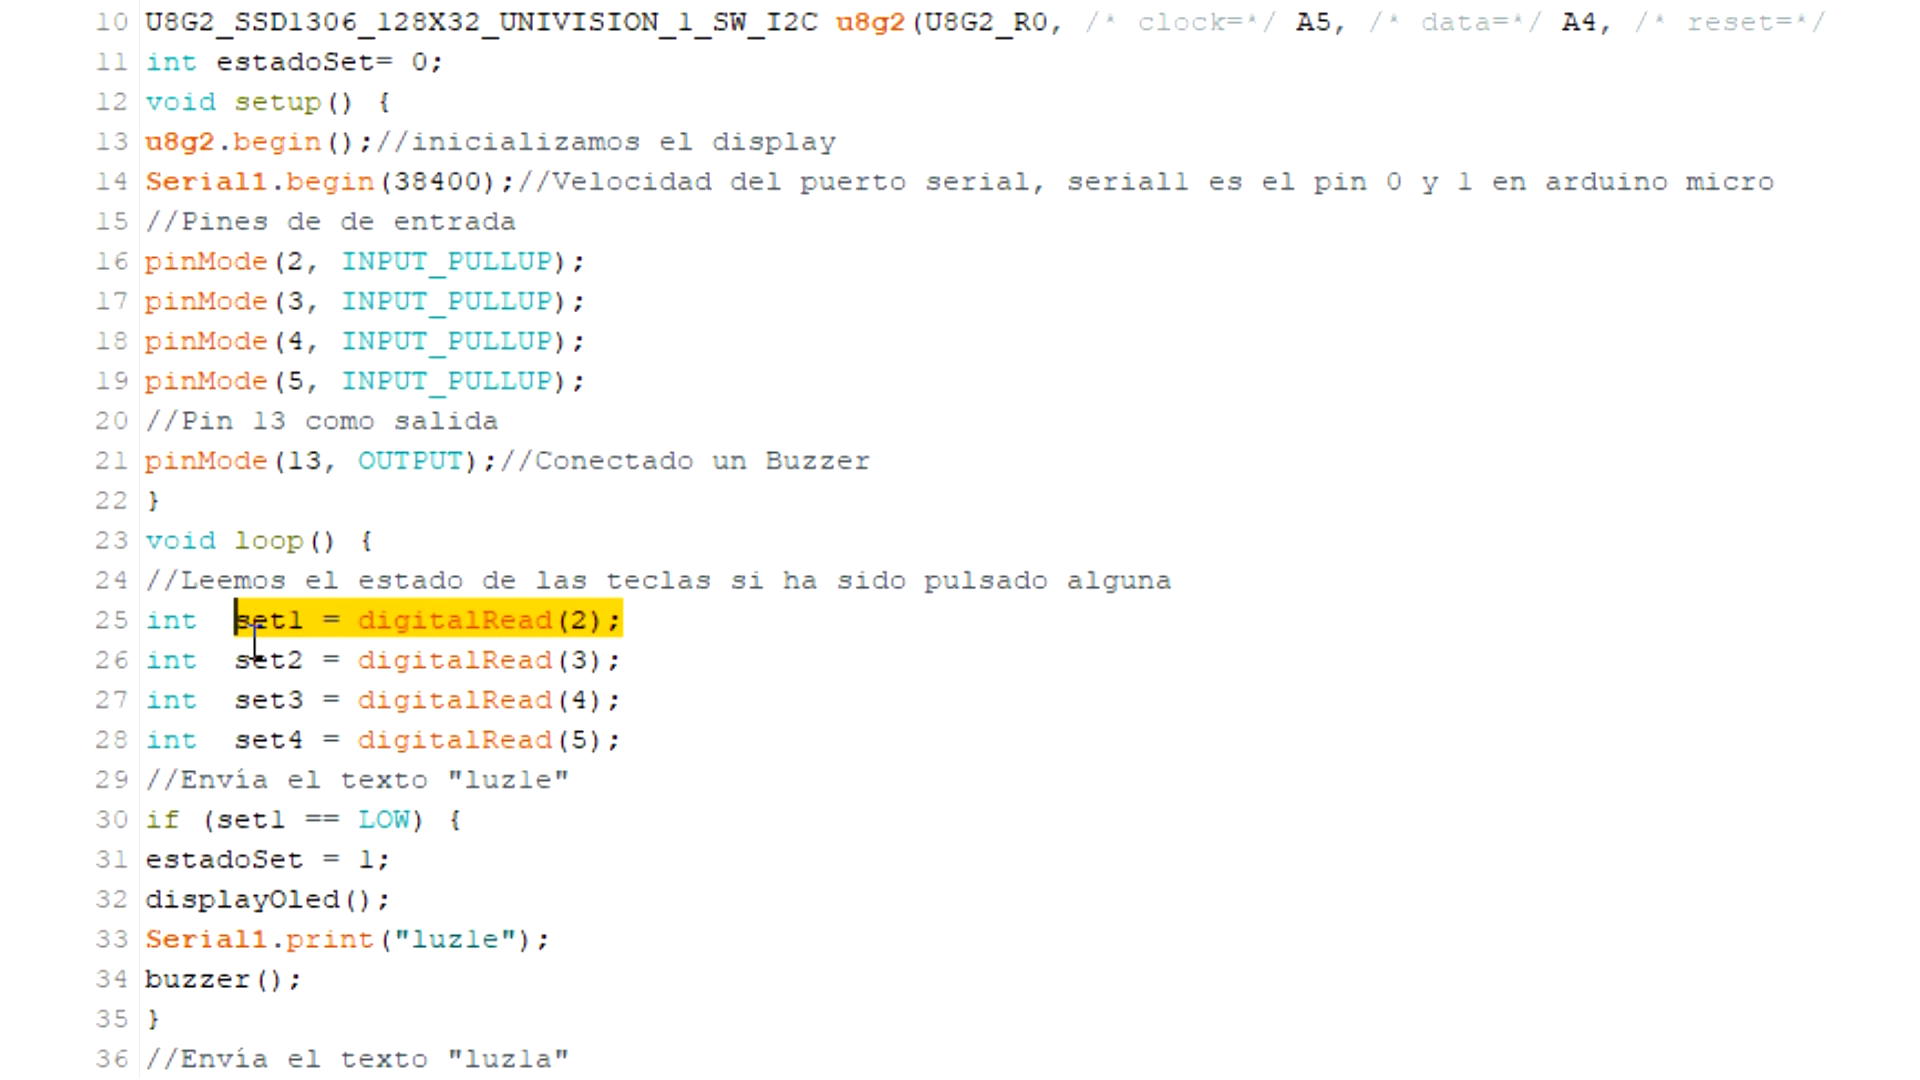 10 U8G2_SSD1306_128X32_UNIVISION_1_SW_I2C u8g2(U8G2_R0, /* clock=*/ A5, /* data=*/ A4, /* reset=*/
11 int estadoSet= 0;
12 void setup() {
13 u8g2.begin();//inicializamos el display
14 Serial1.begin(38400);//Velocidad del puerto serial, serial1 es el pin 0 y 1 en arduino micro
15 //Pines de de entrada
16 pinMode(2, INPUT_PULLUP);
17 pinMode(3, INPUT_PULLUP);
18 pinMode(4, INPUT_PULLUP);
19 pinMode(5, INPUT_PULLUP);
20 //Pin 13 como salida
21 pinMode(13, OUTPUT);//Conectado un Buzzer
22 }
23 void loop() {
24 //Leemos el estado de las teclas si ha sido pulsado alguna
25 int  set1 = digitalRead(2);
26 int  set2 = digitalRead(3);
27 int  set3 = digitalRead(4);
28 int  set4 = digitalRead(5);
29 //Envía el texto "luz1e"
30 if (set1 == LOW) {
31 estadoSet = 1;
32 displayOled();
33 Serial1.print("luz1e");
34 buzzer();
35 }
36 //Envía el texto "luz1a"